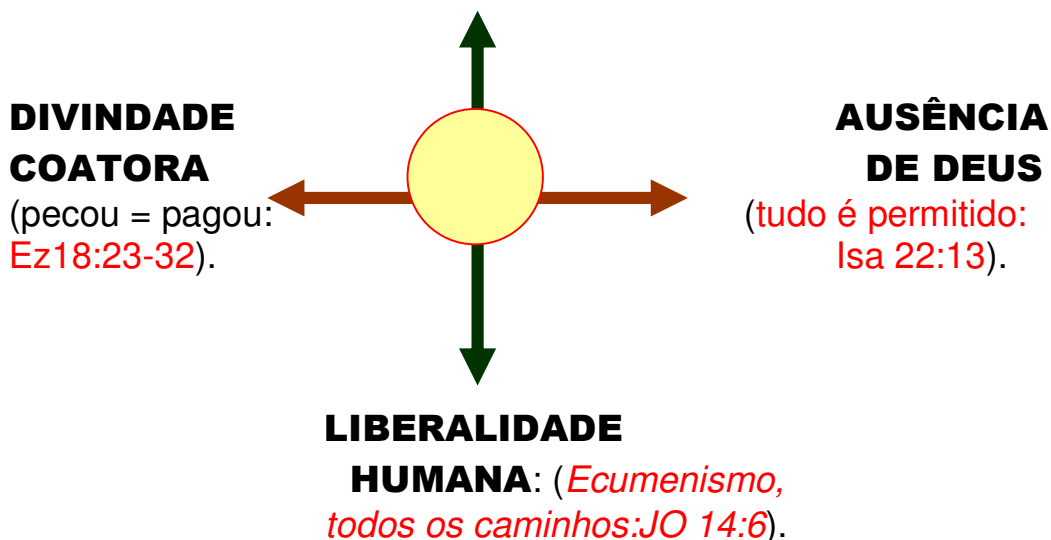 DIVINDADE
COATORA
(pecou = pagou:
Ez18:23-32).
AUSÊNCIA
DE DEUS
(tudo é permitido:
Isa 22:13).
LIBERALIDADE
HUMANA: (Ecumenismo,
todos os caminhos:JO 14:6).